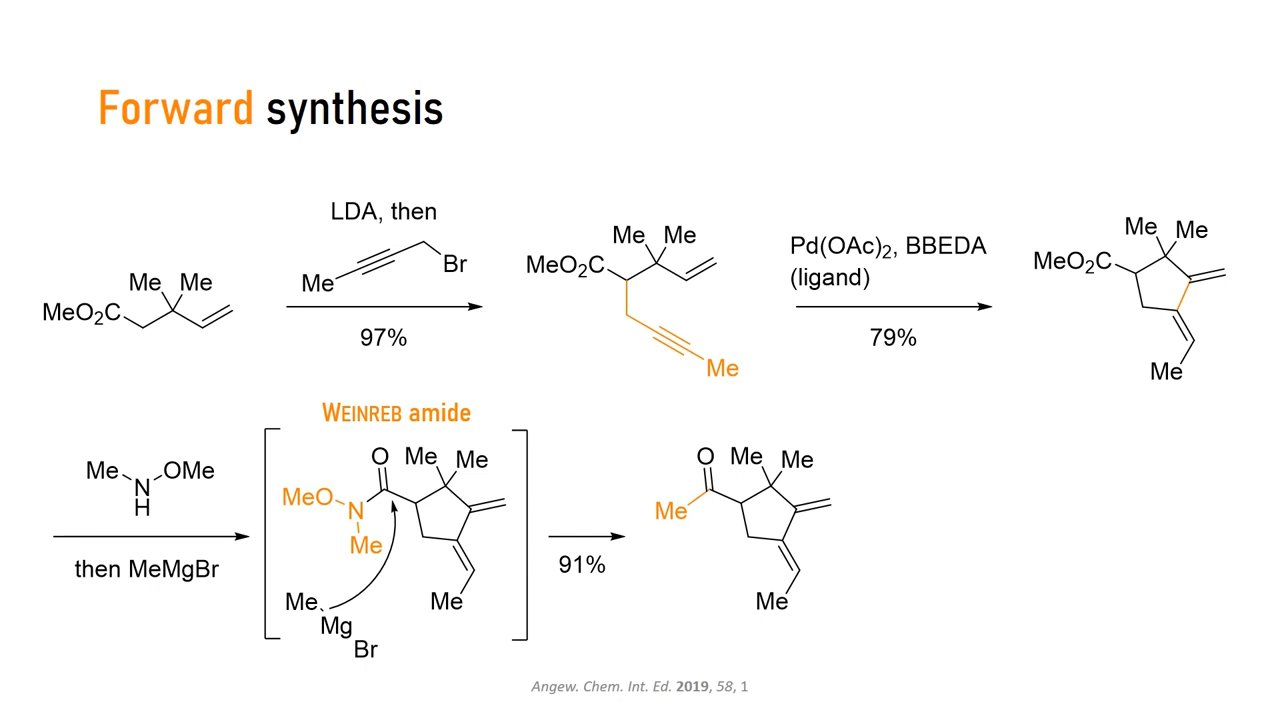 Forward synthesis
LDA, then
Me
Br
Me Me
MeO₂C
97%
Me Me
MeO₂C
Me
Pd(OAc)₂, BBEDA
(ligand)
79%
Me Me
MeO₂C
Me
Me N OMe
H
then MeMgBr
WEINREB amide
O Me Me
MeO N
Me
Me
Mg
Br
Me
91%
O Me Me
Me
Me
Angew. Chem. Int. Ed. 2019, 58, 1